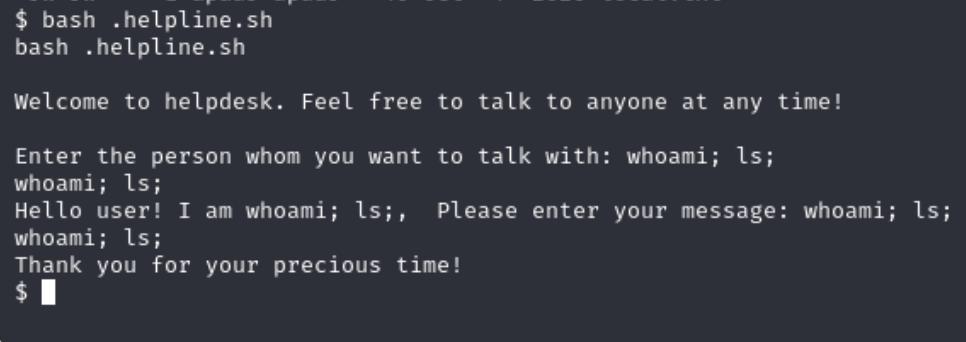 $ bash .helpline.sh
bash .helpline.sh
Welcome to helpdesk. Feel free to talk to anyone at any time!
Enter the person whom you want to talk with: whoami; ls;
whoami; ls;
Hello user! I am whoami; ls;,  Please enter your message: whoami; ls;
whoami; ls;
Thank you for your precious time!
$